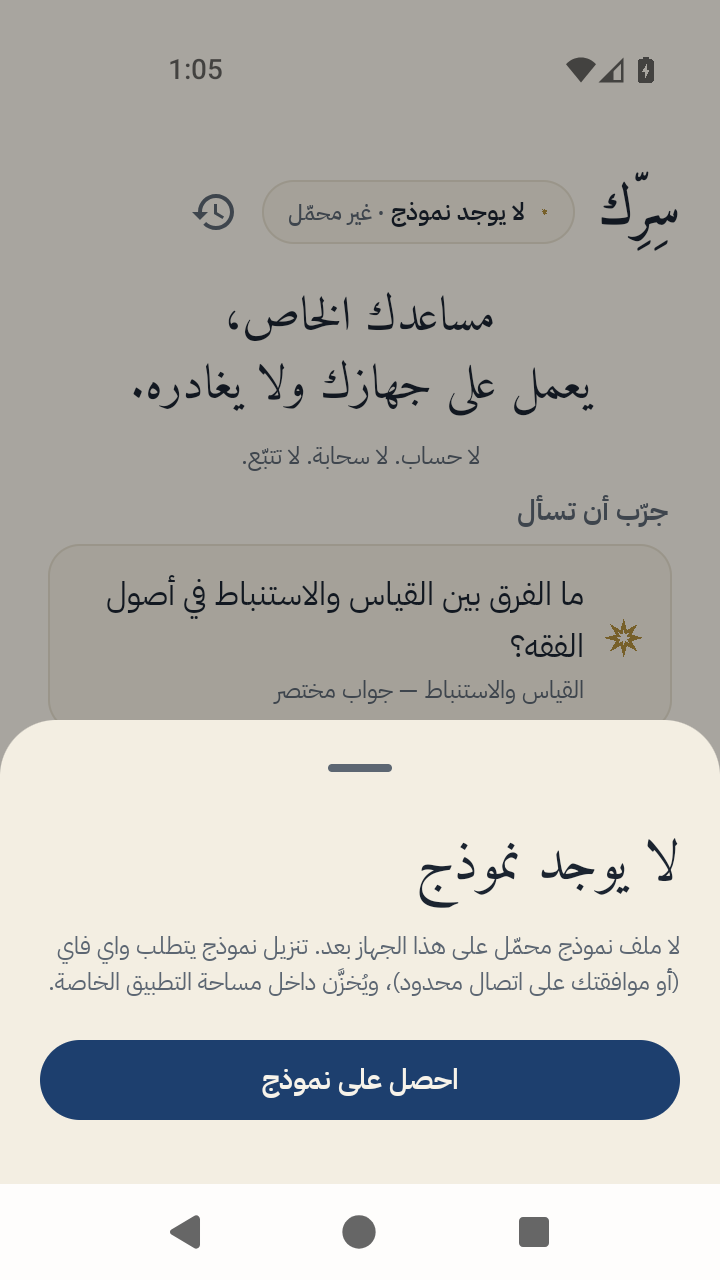 1:05
سِرِّك
لا يوجد نموذج · غير محمّل
مساعدك الخاص،
يعمل على جهازك ولا يغادره.
لا حساب. لا سحابة. لا تتبّع.
جرّب أن تسأل
ما الفرق بين القياس والاستنباط في أصول
الفقه؟
القياس والاستنباط — جواب مختصر
لا يوجد نموذج
لا ملف نموذج محمّل على هذا الجهاز بعد. تنزيل نموذج يتطلب واي فاي
(أو موافقتك على اتصال محدود)، ويُخزَّن داخل مساحة التطبيق الخاصة.
احصل على نموذج